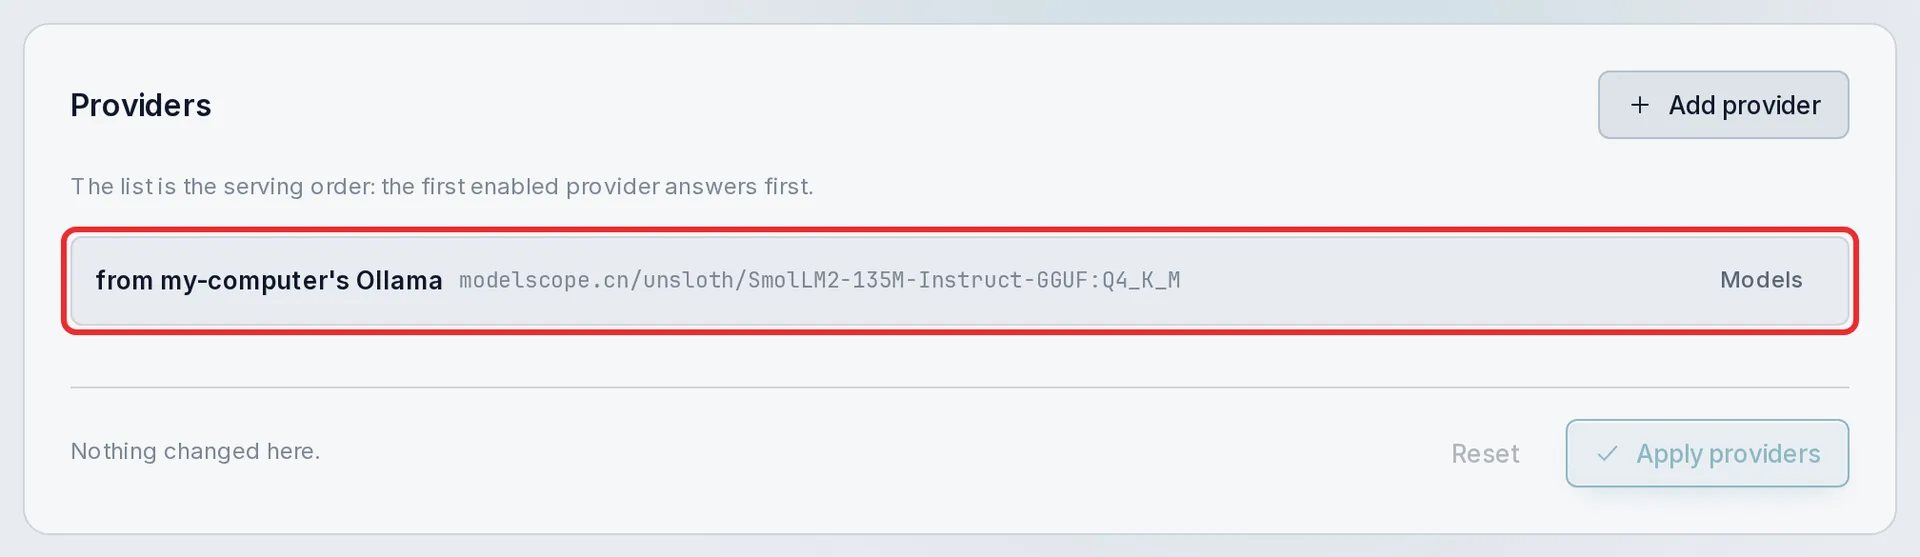 Providers
+ Add provider
The list is the serving order: the first enabled provider answers first.
from my-computer's Ollama modelscope.cn/unsloth/SmolLM2-135M-Instruct-GGUF:Q4_K_M Models
Nothing changed here.
Reset
Apply providers